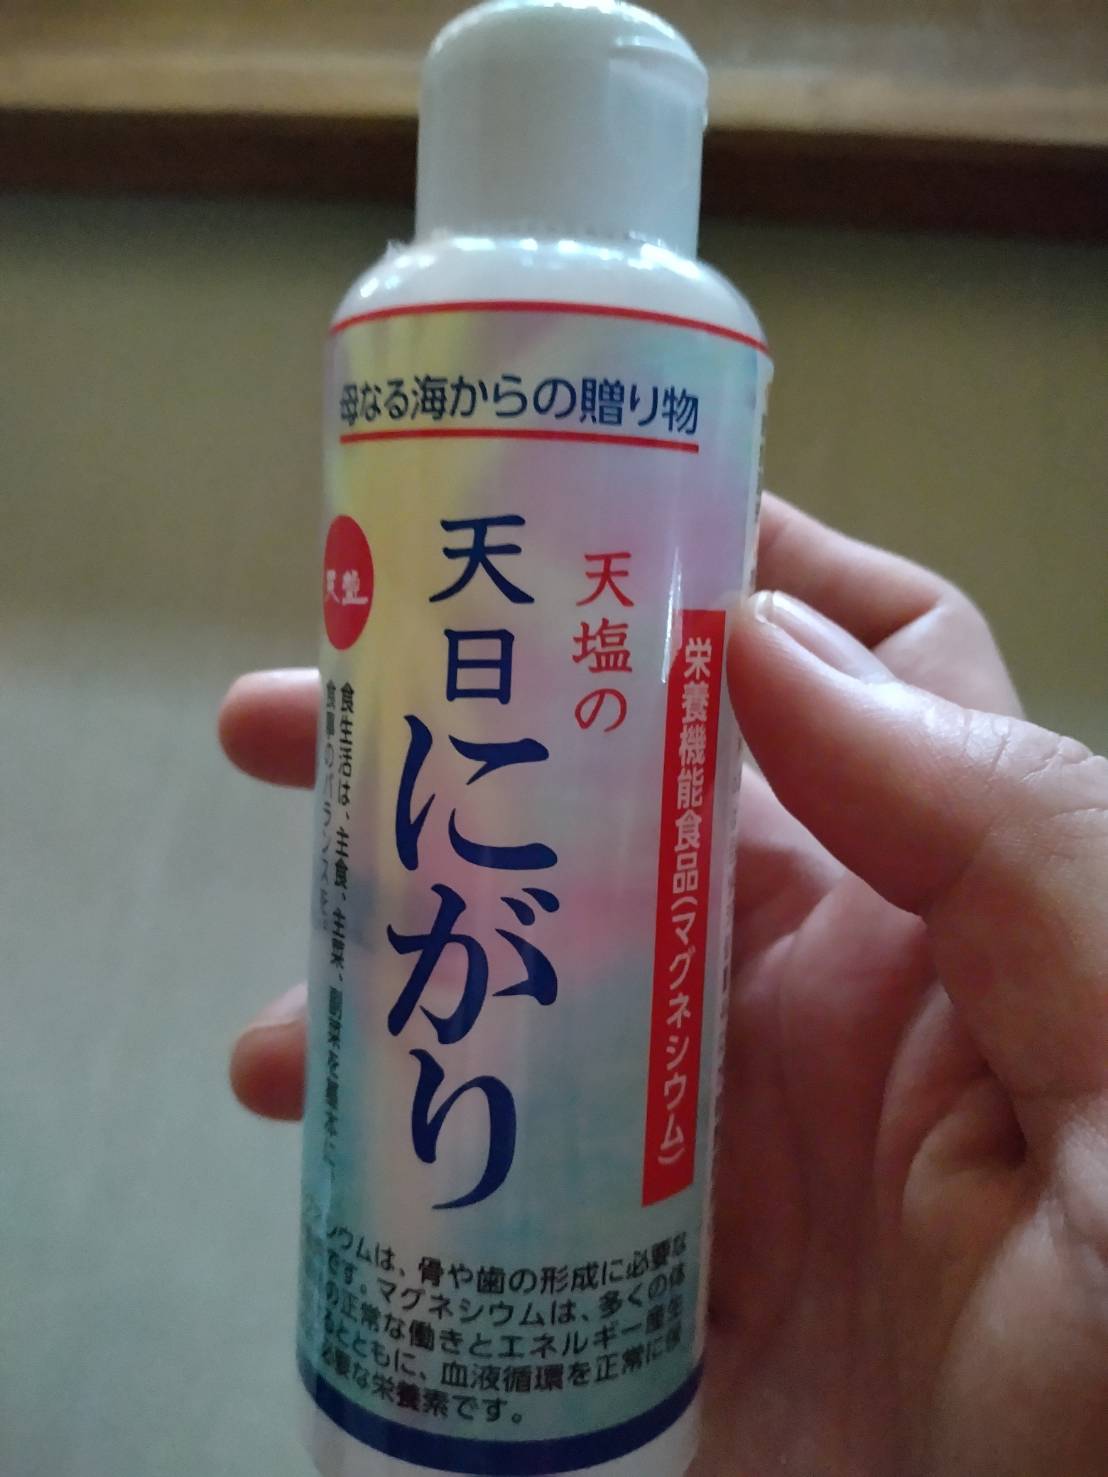 母なる海からの贈り物
天塩の
天日にがり
天塩
栄養機能食品(マグネシウム)
食生活は、主食、主菜、副菜を基本に、
食事のバランスを。
シウムは、骨や歯の形成に必要な
です。マグネシウムは、多くの体
の正常な働きとエネルギー産生
るとともに、血液循環を正常に保
必要な栄養素です。